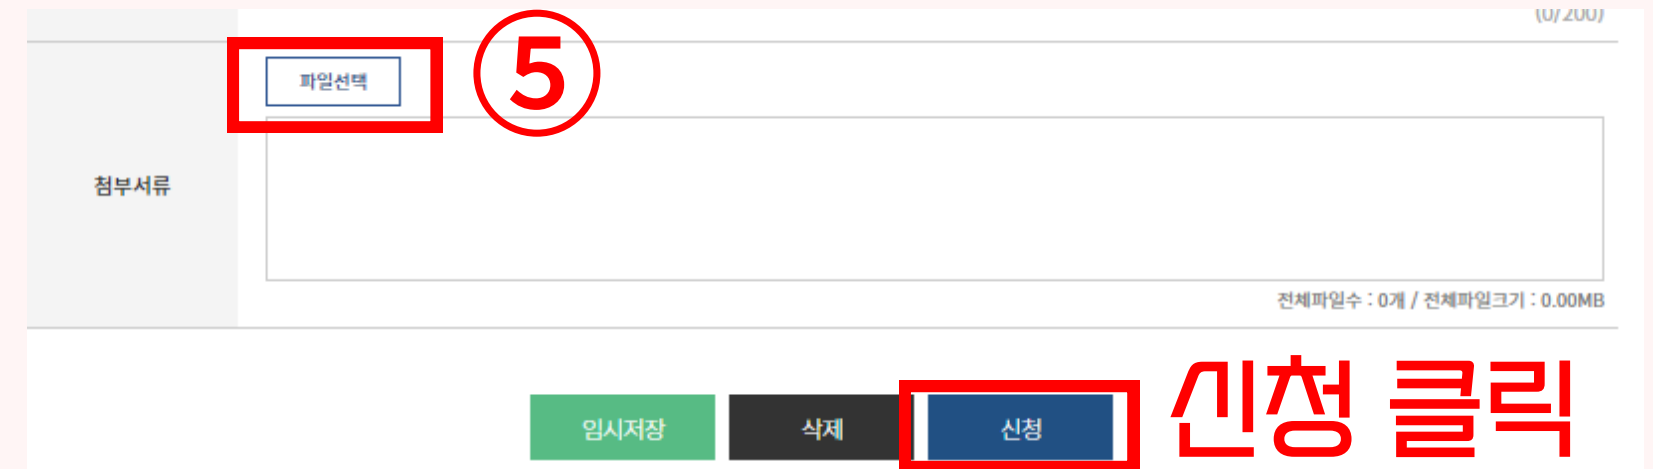 (0/200)
파일선택 ⑤
첨부서류
전체파일수 : 0개 / 전체파일크기 : 0.00MB
임시저장 삭제 신청 신청 클릭